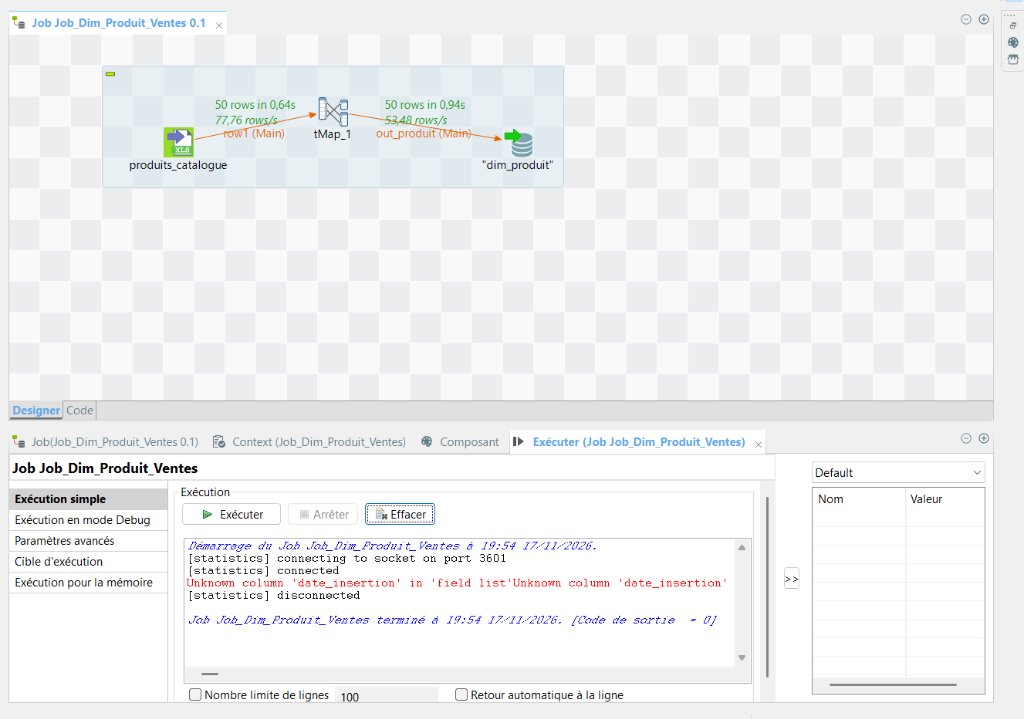 Job Job_Dim_Produit_Ventes 0.1
50 rows in 0,64s
77,76 rows/s
row1 (Main)
50 rows in 0,94s
53,48 rows/s
out_produit (Main)
produits_catalogue
XLS
tMap_1
"dim_produit"
Designer
Code
Job(Job_Dim_Produit_Ventes 0.1)
Context (Job_Dim_Produit_Ventes)
Composant
Exécuter (Job Job_Dim_Produit_Ventes)
Job Job_Dim_Produit_Ventes
Exécution simple
Exécution en mode Debug
Paramètres avancés
Cible d'exécution
Exécution pour la mémoire
Exécution
Exécuter
Arrêter
Effacer
Démarrage du Job Job_Dim_Produit_Ventes à 19:54 17/11/2026.
[statistics] connecting to socket on port 3601
[statistics] connected
Unknown column 'date_insertion' in 'field list'Unknown column 'date_insertion'
[statistics] disconnected
Job Job_Dim_Produit_Ventes terminé à 19:54 17/11/2026. [Code de sortie  = 0]
Nombre limite de lignes
100
Retour automatique à la ligne
>>
Default
Nom
Valeur